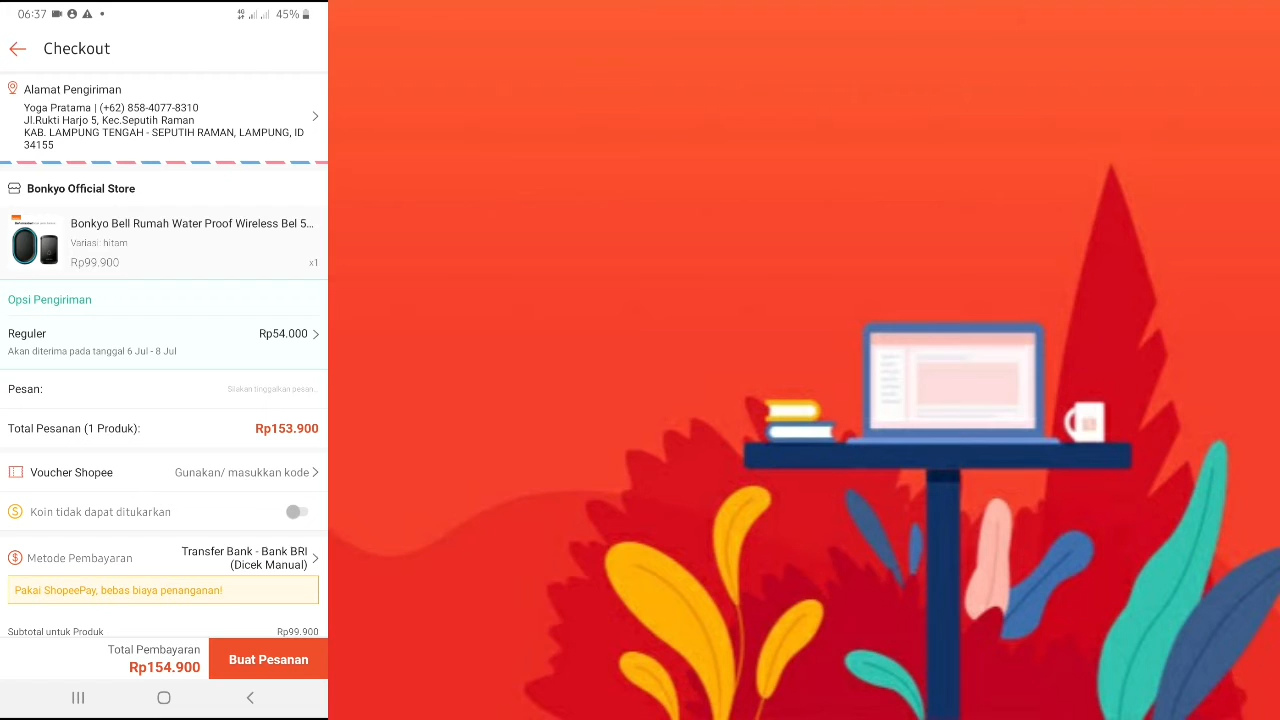 06:37
4G
45%
Checkout
Alamat Pengiriman
Yoga Pratama | (+62) 858-4077-8310
Jl.Rukti Harjo 5, Kec.Seputih Raman
KAB. LAMPUNG TENGAH - SEPUTIH RAMAN, LAMPUNG, ID
34155
Bonkyo Official Store
Bonkyo Bell Rumah Water Proof Wireless Bel 5...
Variasi: hitam
Rp99.900 x1
Opsi Pengiriman
Reguler Rp54.000
Akan diterima pada tanggal 6 Jul - 8 Jul
Pesan: Silakan tinggalkan pesan...
Total Pesanan (1 Produk): Rp153.900
Voucher Shopee Gunakan/ masukkan kode
Koin tidak dapat ditukarkan
Metode Pembayaran Transfer Bank - Bank BRI
(Dicek Manual)
Pakai ShopeePay, bebas biaya penanganan!
Subtotal untuk Produk Rp99.900
Total Pembayaran
Rp154.900
Buat Pesanan